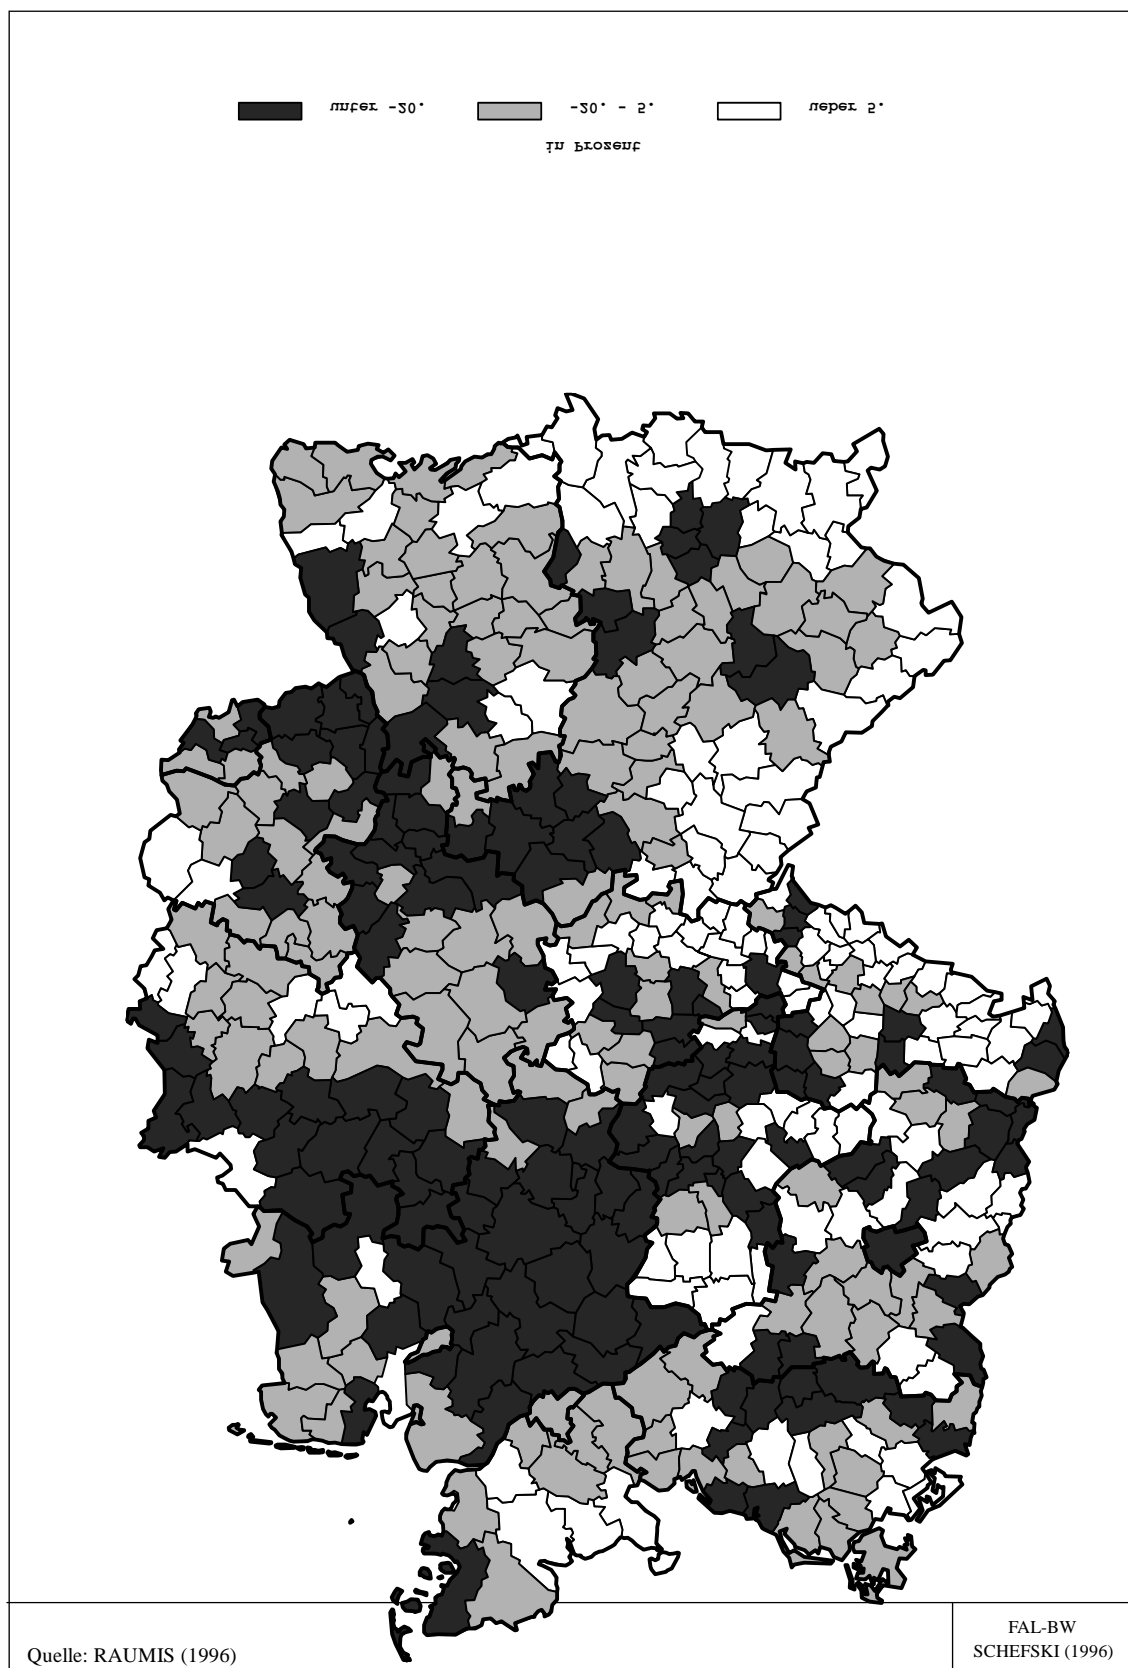 unter -20. -20. - 5. ueber 5.
in Prozent
FAL-BW
Quelle: RAUMIS (1996) SCHEFSKI (1996)